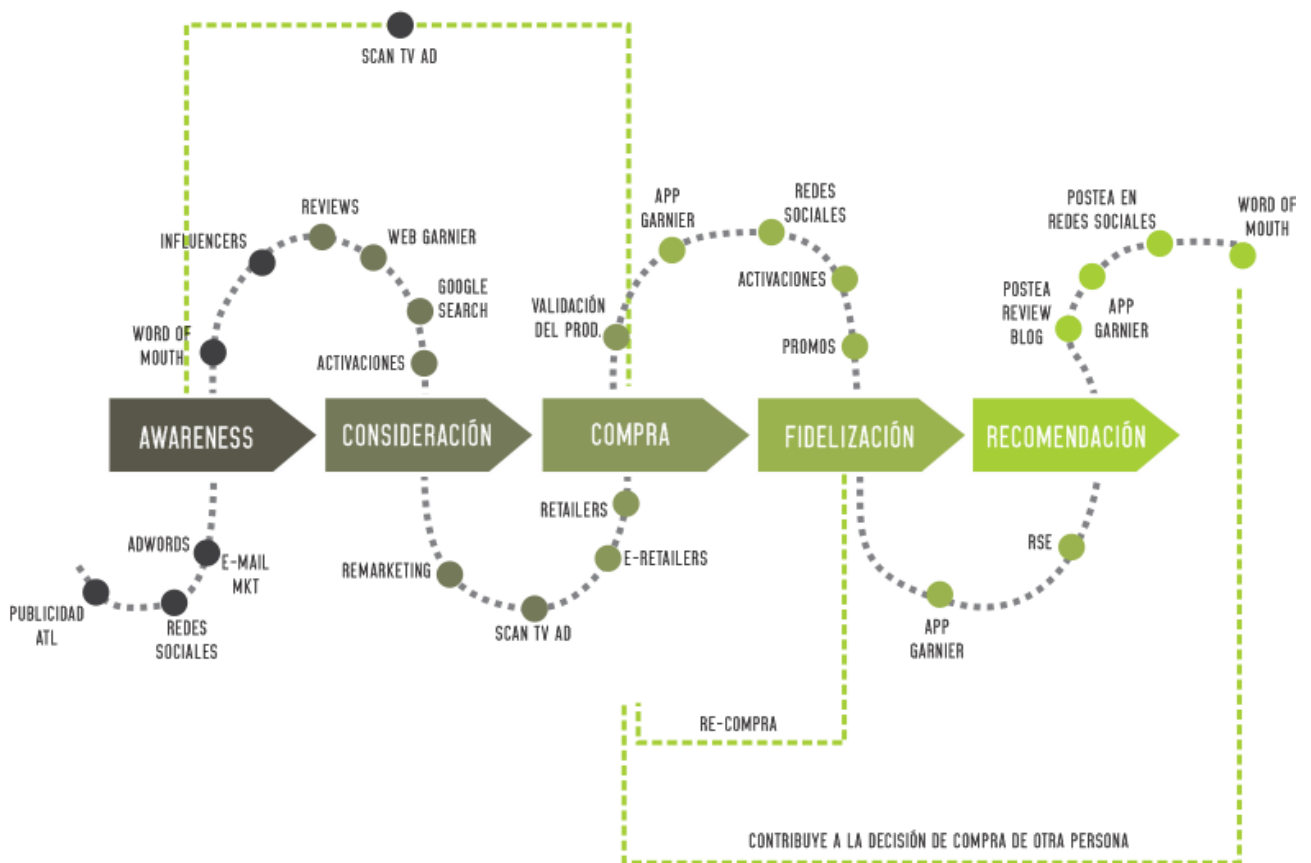 SCAN TV AD
REVIEWS
INFLUENCERS
WEB GARNIER
GOOGLE
SEARCH
WORD OF
MOUTH
ACTIVACIONES
APP
GARNIER
REDES
SOCIALES
VALIDACIÓN
DEL PROD.
ACTIVACIONES
PROMOS
POSTEA EN
REDES SOCIALES
WORD OF
MOUTH
POSTEA
REVIEW
BLOG
APP
GARNIER
AWARENESS
CONSIDERACIÓN
COMPRA
FIDELIZACIÓN
RECOMENDACIÓN
ADWORDS
E-MAIL
MKT
PUBLICIDAD
ATL
REDES
SOCIALES
REMARKETING
SCAN TV AD
RETAILERS
E-RETAILERS
APP
GARNIER
RSE
RE-COMPRA
CONTRIBUYE A LA DECISIÓN DE COMPRA DE OTRA PERSONA